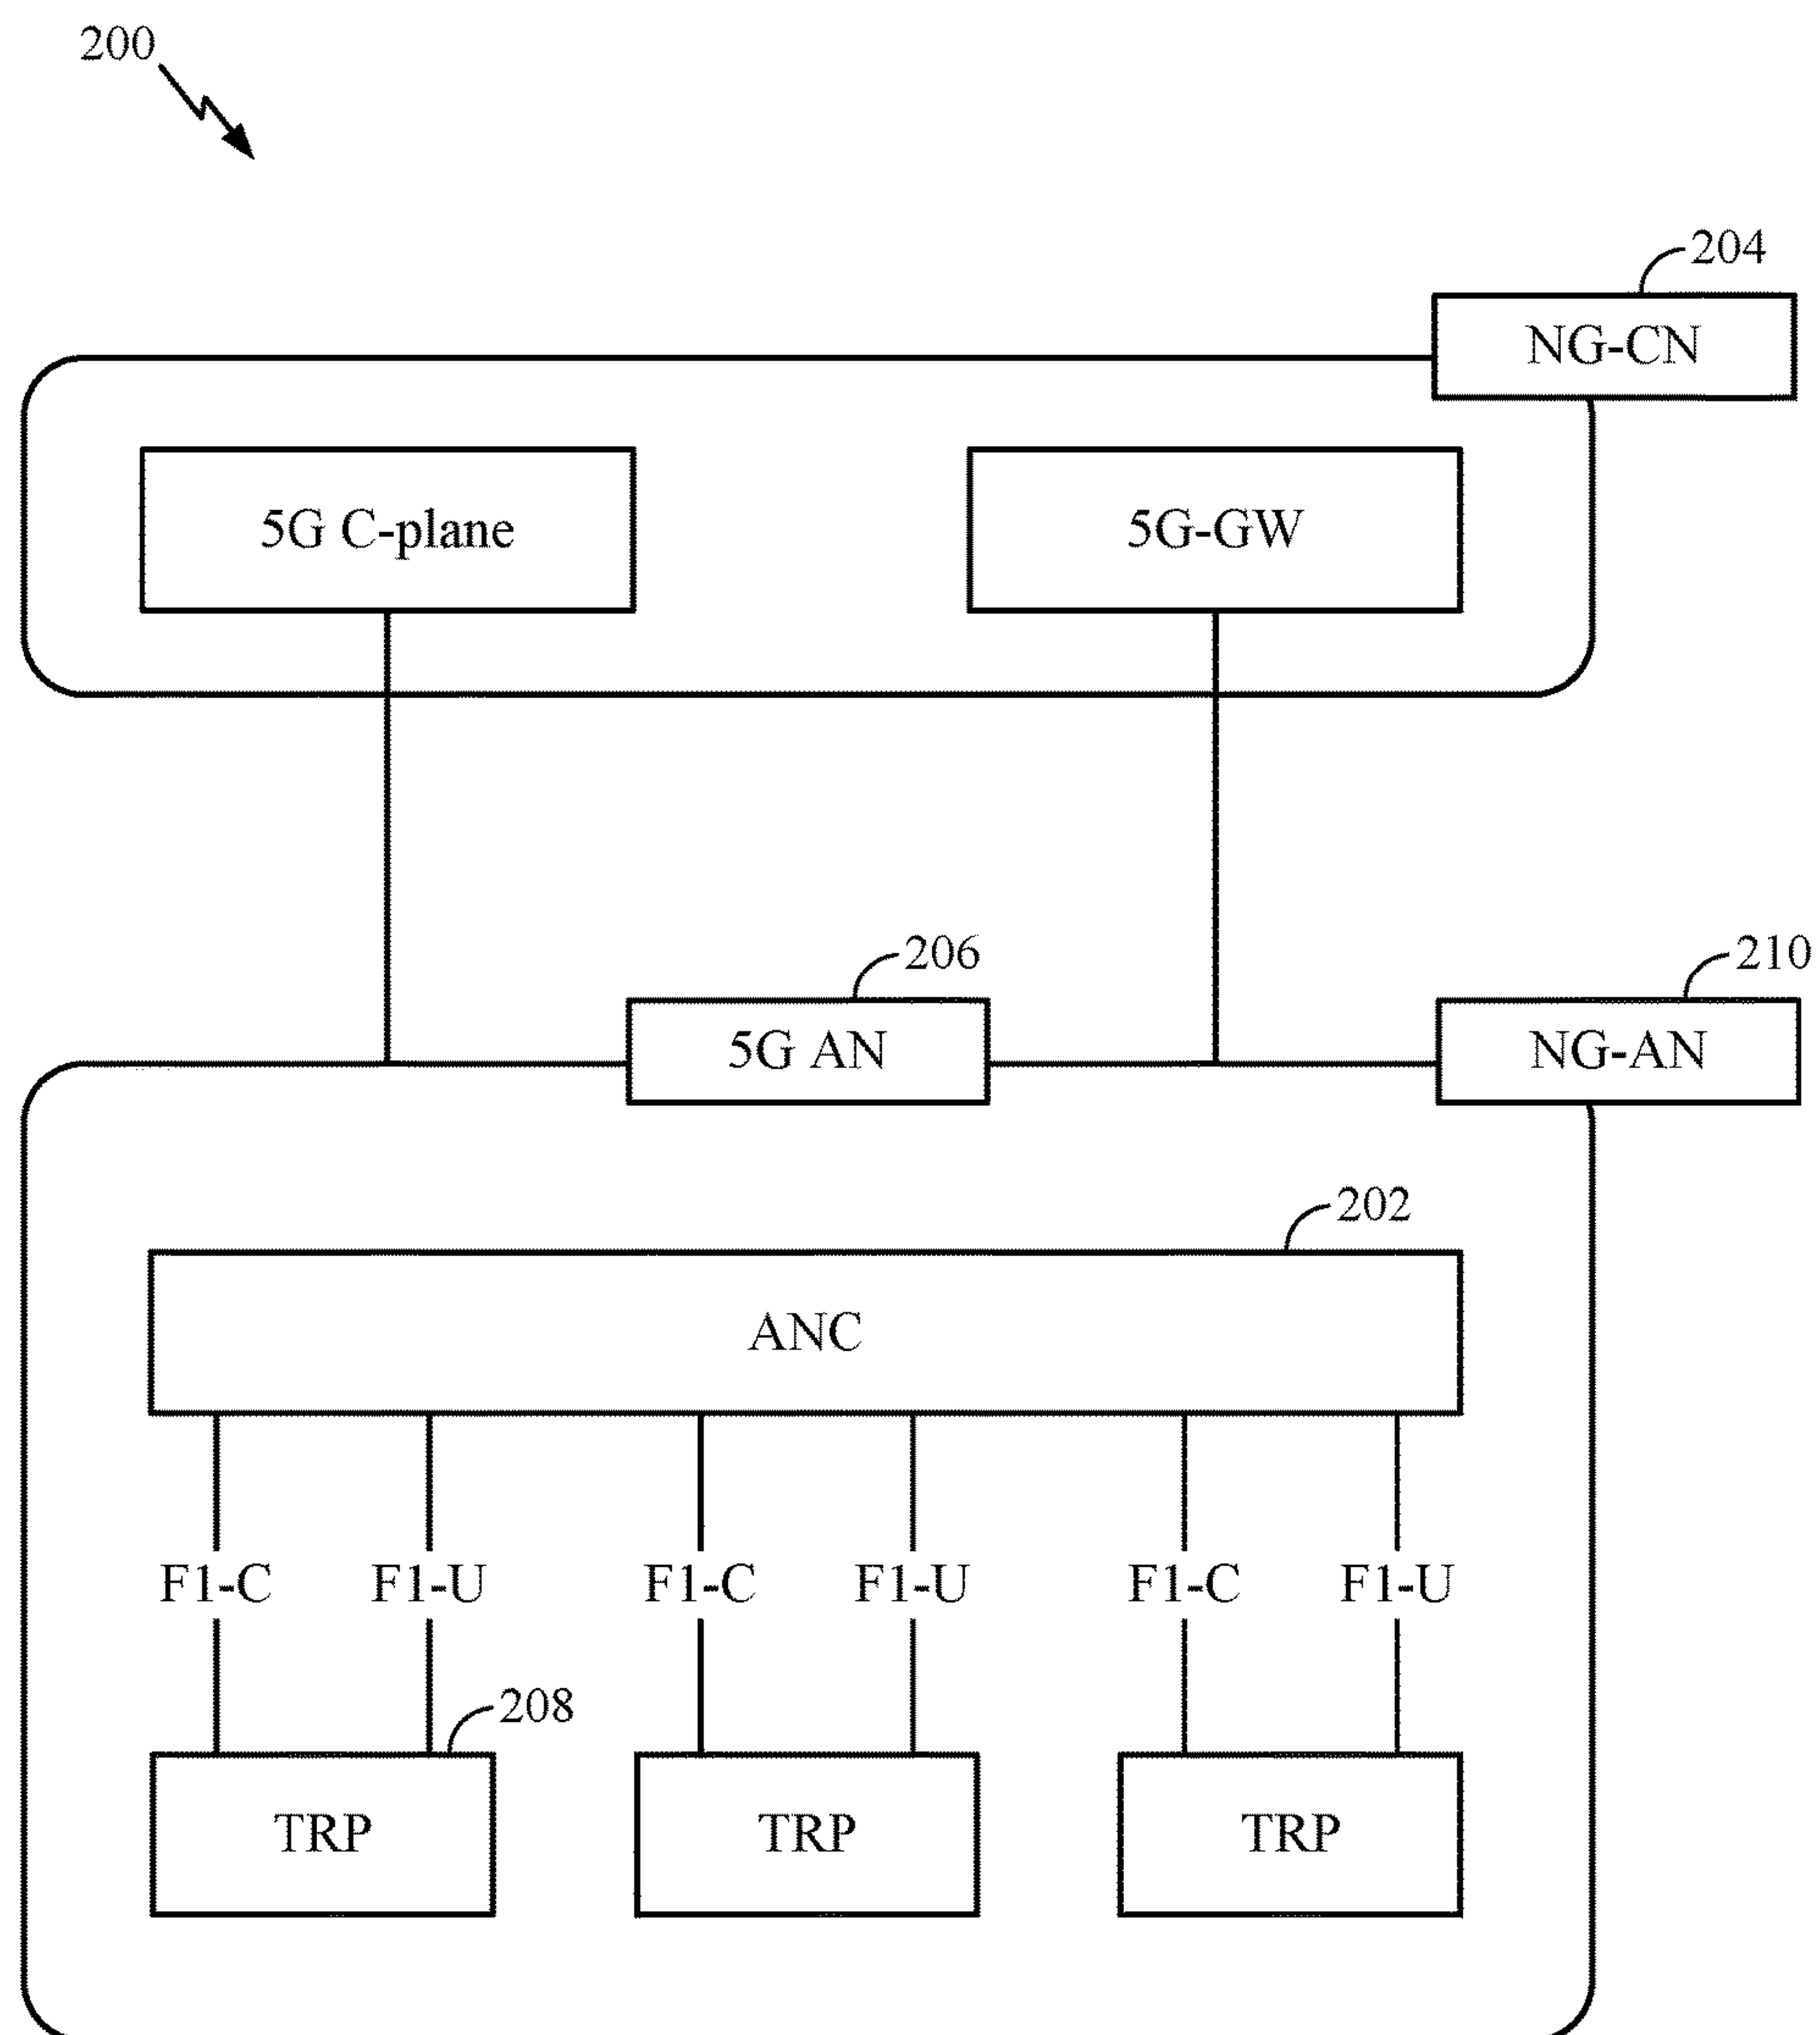 200
204
NG-CN
5G C-plane 5G-GW
206 210
5G AN NG-AN
202
ANC
F1-C F1-U F1-C F1-U F1-C F1-U
208
TRP TRP TRP